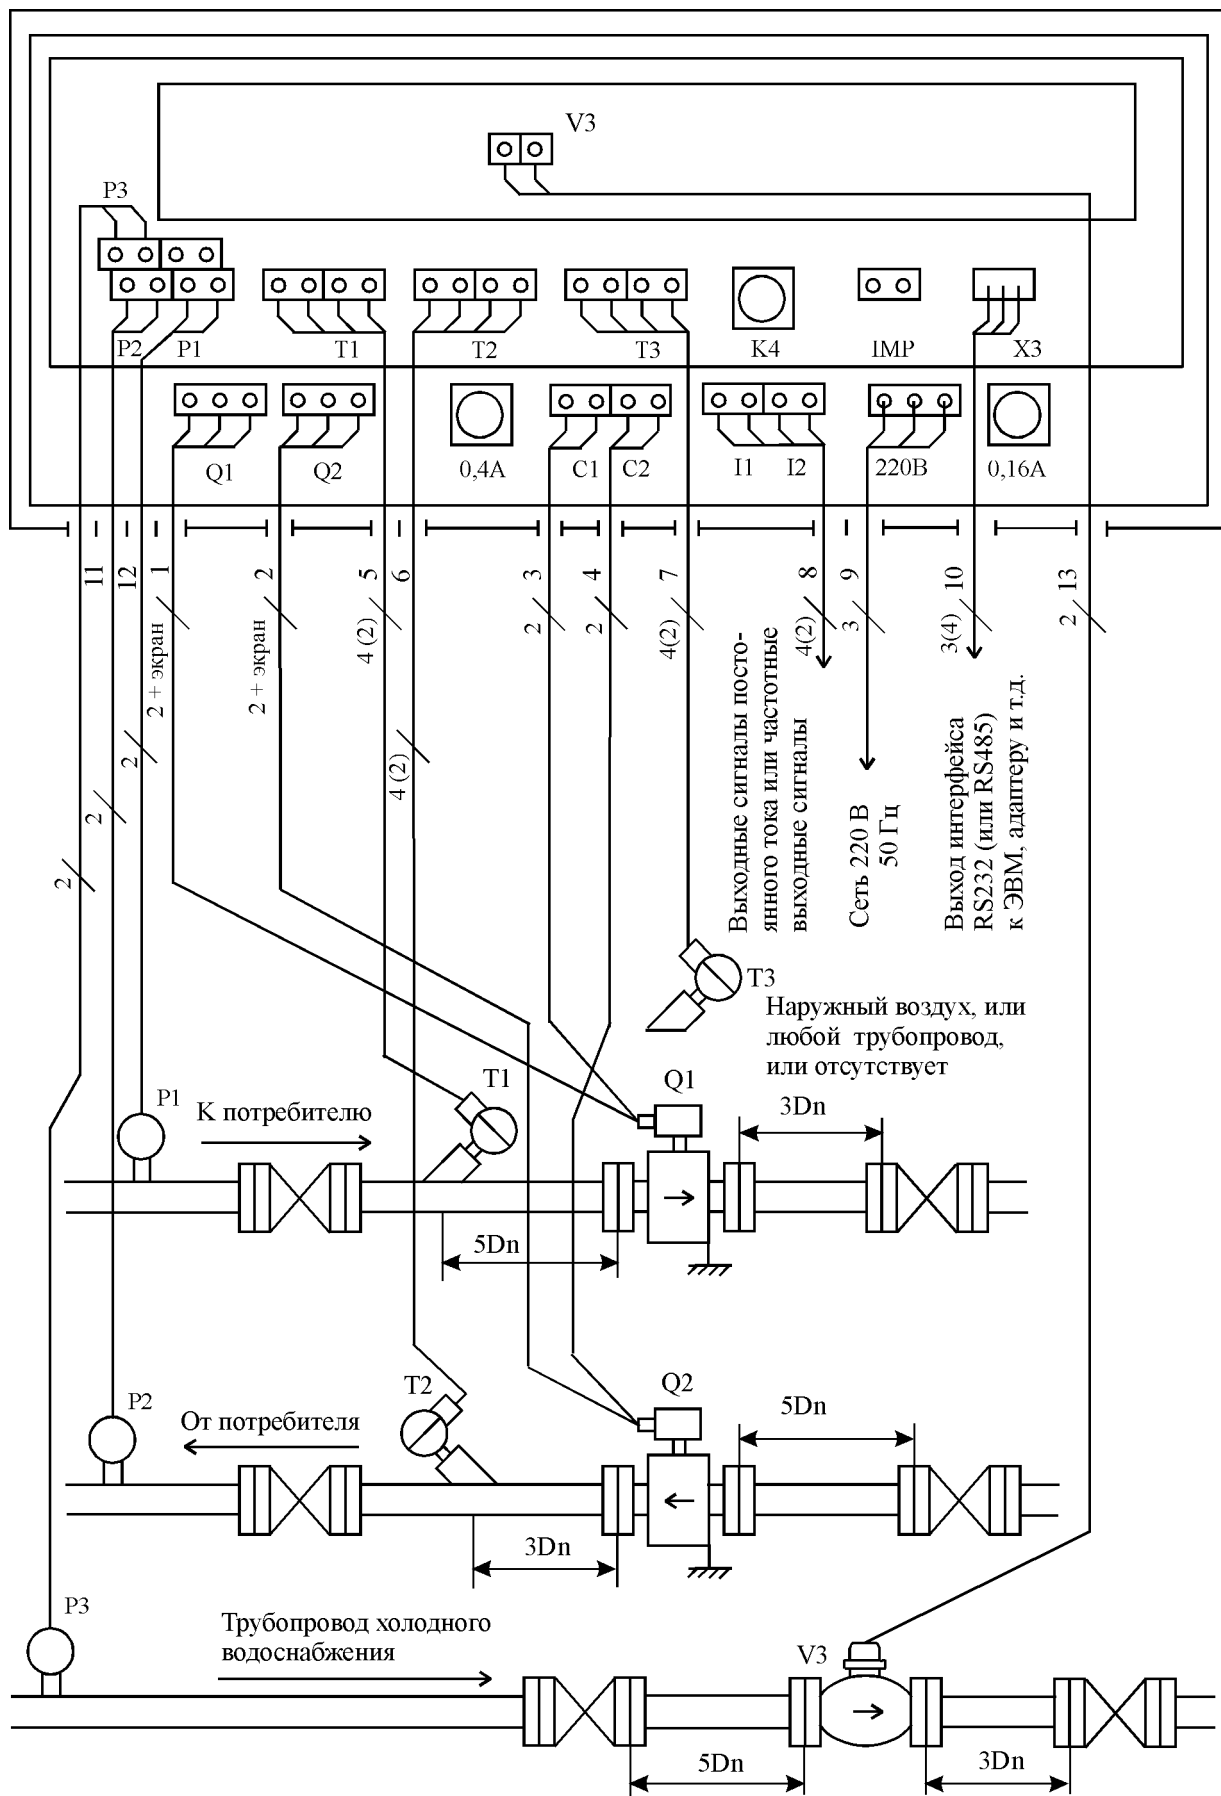 V3
P3
P2
P1
T1
T2
T3
K4
IMP
X3
Q1
Q2
0,4А
C1
C2
I1
I2
220В
0,16А
11
12
1
2
5
6
3
4
7
8
9
10
13
2 + экран
2 + экран
4 (2)
2
2
4(2)
4(2)
3
3(4)
2
2
2
2
4 (2)
Выходные сигналы посто-
янного тока или частотные
выходные сигналы
Сеть 220 В
50 Гц
Выход интерфейса
RS232 (или RS485)
к ЭВМ, адаптеру и т.д.
T3
Наружный воздух, или
любой трубопровод,
или отсутствует
P1
К потребителю
T1
Q1
3Dn
5Dn
P2
От потребителя
T2
Q2
5Dn
3Dn
P3
Трубопровод холодного
водоснабжения
V3
5Dn
3Dn